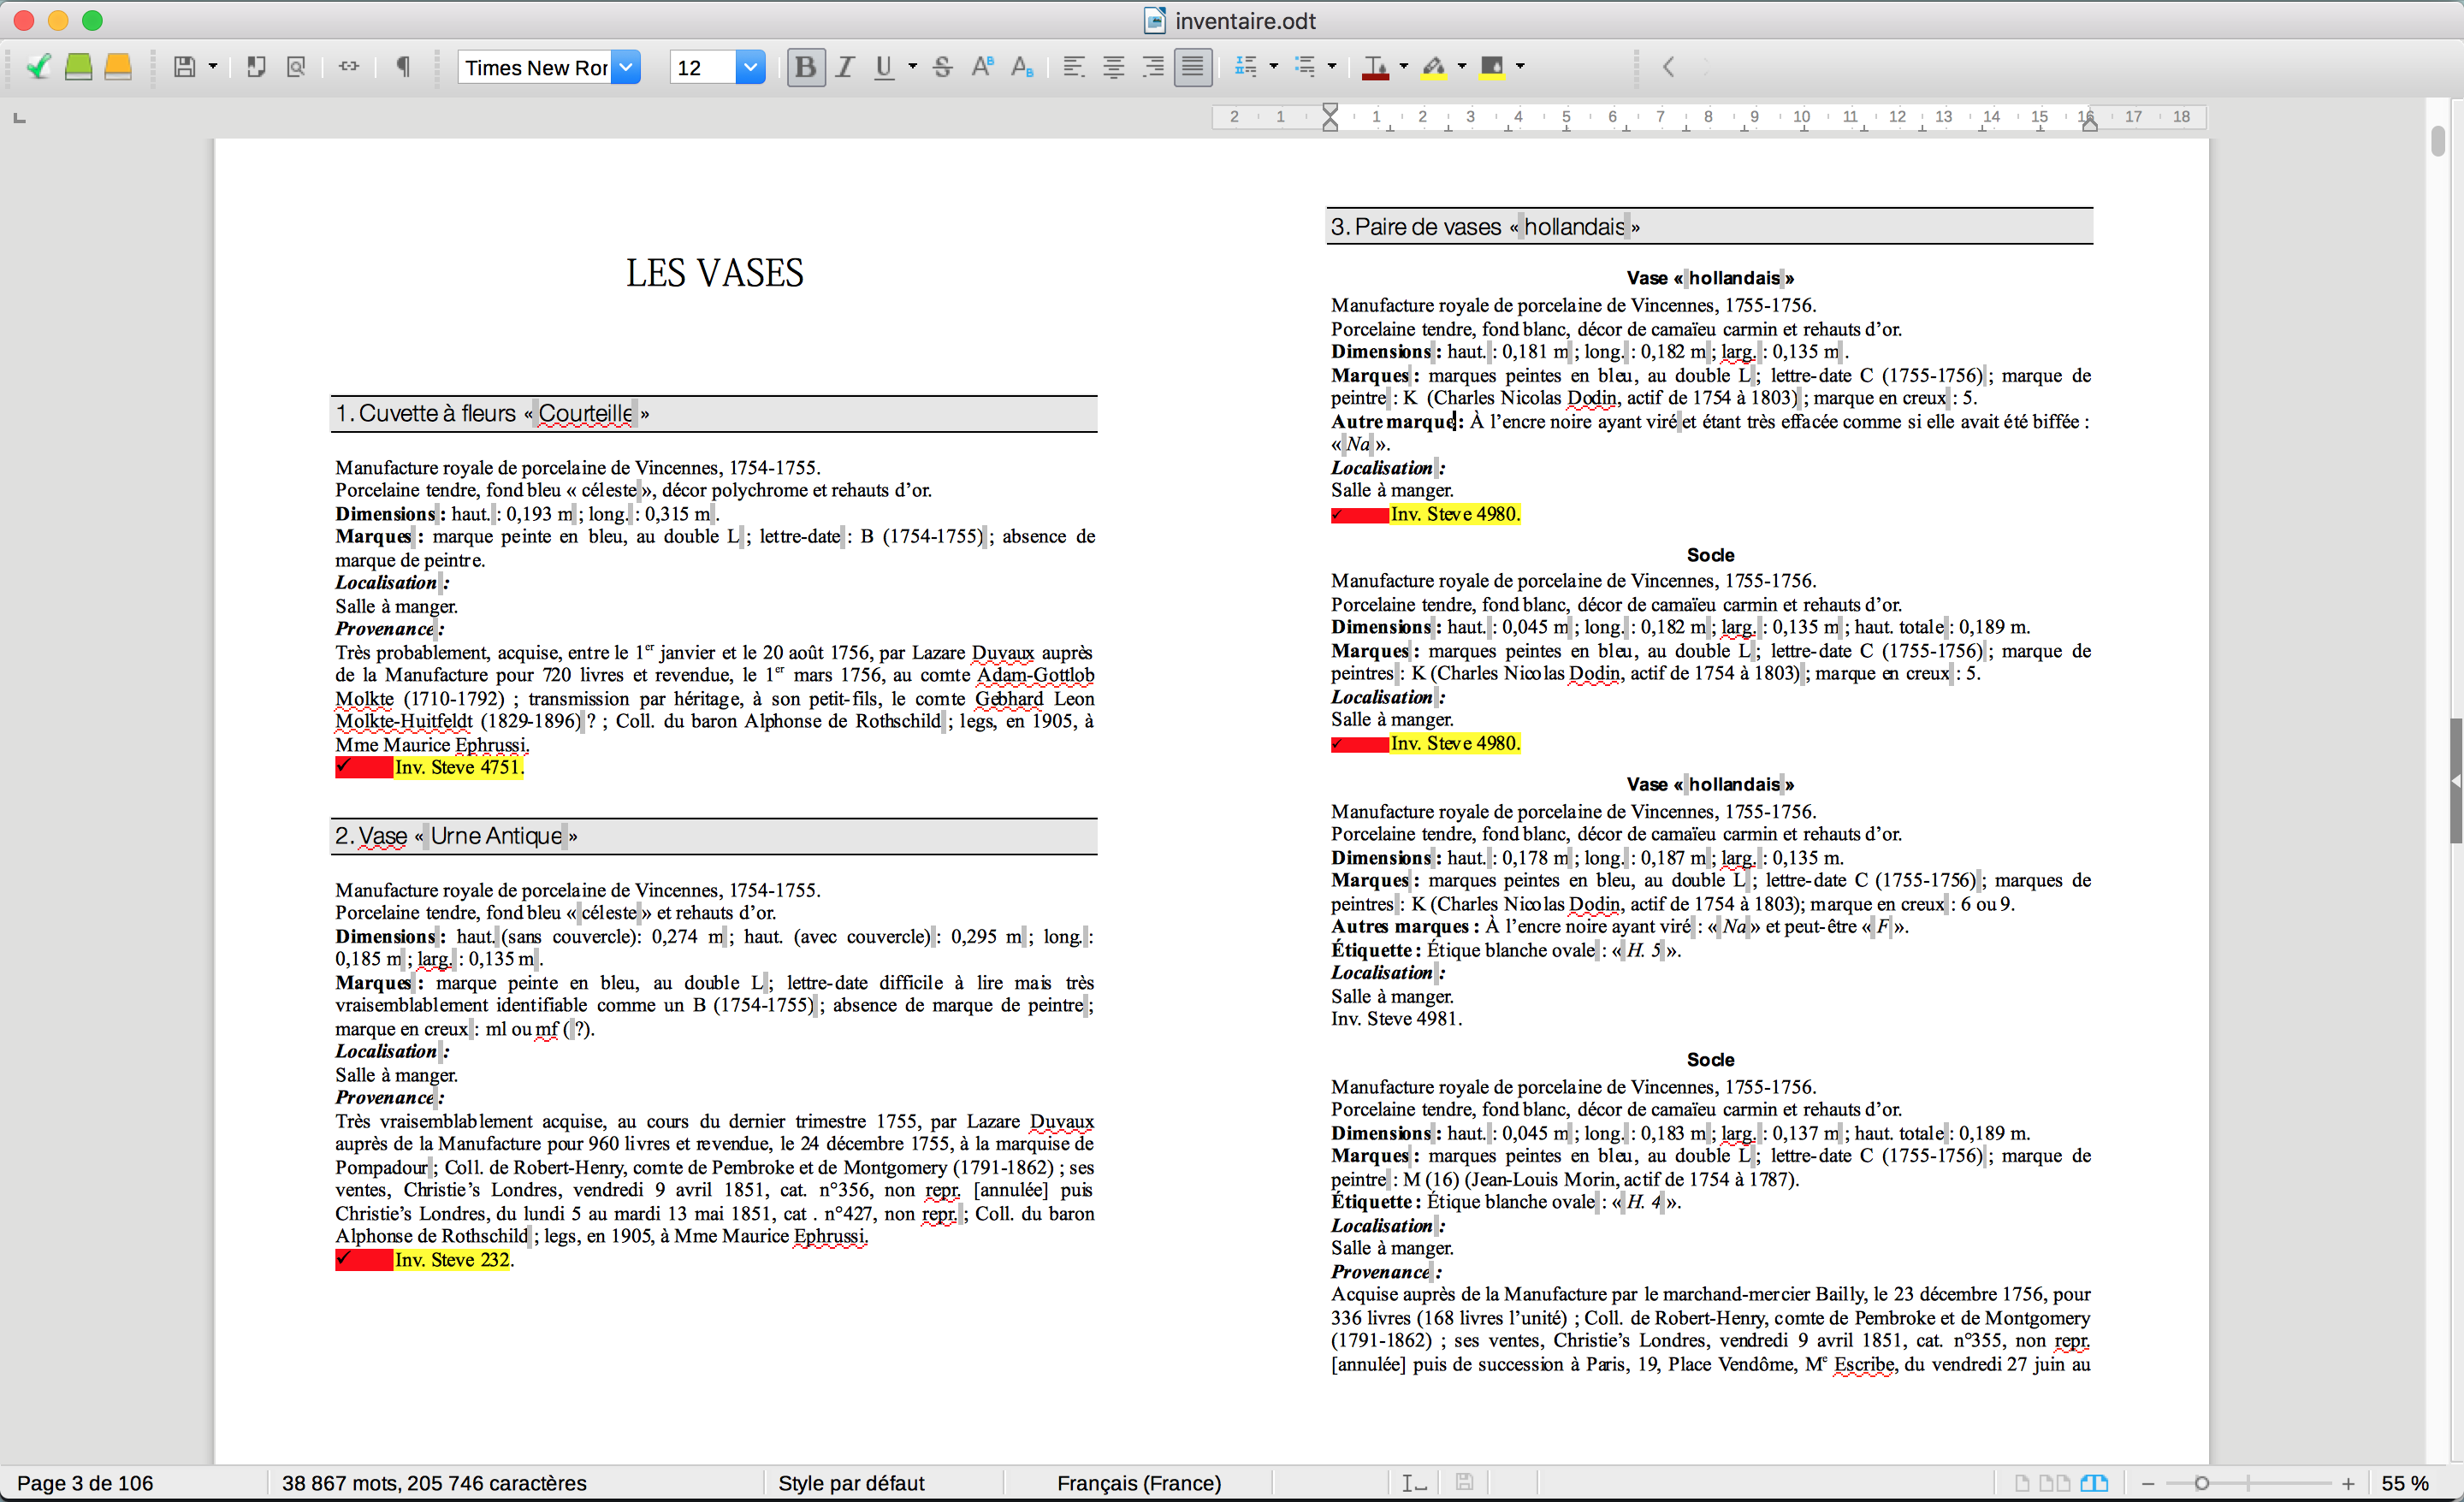 inventaire.odt
Times New Ror
12
2 1 1 2 3 4 5 6 7 8 9 10 11 12 13 14 15 16 17 18
LES VASES
1. Cuvette à fleurs « Courteille »
Manufacture royale de porcelaine de Vincennes, 1754-1755.
Porcelaine tendre, fond bleu « céleste », décor polychrome et rehauts d’or.
Dimensions : haut. : 0,193 m ; long. : 0,315 m .
Marques : marque peinte en bleu, au double L ; lettre-date : B (1754-1755) ; absence de
marque de peintre.
Localisation :
Salle à manger.
Provenance :
Très probablement, acquise, entre le 1er janvier et le 20 août 1756, par Lazare Duvaux auprès
de la Manufacture pour 720 livres et revendue, le 1er mars 1756, au comte Adam-Gottlob
Molkte (1710-1792) ; transmission par héritage, à son petit-fils, le comte Gebhard Leon
Molkte-Huitfeldt (1829-1896) ? ; Coll. du baron Alphonse de Rothschild ; legs, en 1905, à
Mme Maurice Ephrussi.
✓ Inv. Steve 4751.
2. Vase « Urne Antique »
Manufacture royale de porcelaine de Vincennes, 1754-1755.
Porcelaine tendre, fond bleu « céleste » et rehauts d’or.
Dimensions : haut. (sans couvercle): 0,274 m ; haut. (avec couvercle) : 0,295 m ; long. :
0,185 m ; larg. : 0,135 m .
Marques : marque peinte en bleu, au double L ; lettre-date difficile à lire mais très
vraisemblablement identifiable comme un B (1754-1755) ; absence de marque de peintre ;
marque en creux : ml ou mf ( ?).
Localisation :
Salle à manger.
Provenance :
Très vraisemblablement acquise, au cours du dernier trimestre 1755, par Lazare Duvaux
auprès de la Manufacture pour 960 livres et revendue, le 24 décembre 1755, à la marquise de
Pompadour ; Coll. de Robert-Henry, comte de Pembroke et de Montgomery (1791-1862) ; ses
ventes, Christie’s Londres, vendredi 9 avril 1851, cat. n°356, non repr. [annulée] puis
Christie’s Londres, du lundi 5 au mardi 13 mai 1851, cat . n°427, non repr. ; Coll. du baron
Alphonse de Rothschild ; legs, en 1905, à Mme Maurice Ephrussi.
✓ Inv. Steve 232.
3. Paire de vases « hollandais »
Vase « hollandais »
Manufacture royale de porcelaine de Vincennes, 1755-1756.
Porcelaine tendre, fond blanc, décor de camaïeu carmin et rehauts d’or.
Dimensions : haut. : 0,181 m ; long. : 0,182 m ; larg. : 0,135 m .
Marques : marques peintes en bleu, au double L ; lettre-date C (1755-1756) ; marque de
peintre : K (Charles Nicolas Dodin, actif de 1754 à 1803) ; marque en creux : 5.
Autre marque : À l’encre noire ayant viré et étant très effacée comme si elle avait été biffée :
« Na ».
Localisation :
Salle à manger.
✓ Inv. Steve 4980.
Socle
Manufacture royale de porcelaine de Vincennes, 1755-1756.
Porcelaine tendre, fond blanc, décor de camaïeu carmin et rehauts d’or.
Dimensions : haut. : 0,045 m ; long. : 0,182 m ; larg. : 0,135 m ; haut. totale : 0,189 m.
Marques : marques peintes en bleu, au double L ; lettre-date C (1755-1756) ; marque de
peintres : K (Charles Nicolas Dodin, actif de 1754 à 1803) ; marque en creux : 5.
Localisation :
Salle à manger.
✓ Inv. Steve 4980.
Vase « hollandais »
Manufacture royale de porcelaine de Vincennes, 1755-1756.
Porcelaine tendre, fond blanc, décor de camaïeu carmin et rehauts d’or.
Dimensions : haut. : 0,178 m ; long. : 0,187 m ; larg. : 0,135 m.
Marques : marques peintes en bleu, au double L ; lettre-date C (1755-1756) ; marques de
peintres : K (Charles Nicolas Dodin, actif de 1754 à 1803); marque en creux : 6 ou 9.
Autres marques : À l’encre noire ayant viré : « Na » et peut-être « F ».
Étiquette : Étique blanche ovale : « H. 5 ».
Localisation :
Salle à manger.
Inv. Steve 4981.
Socle
Manufacture royale de porcelaine de Vincennes, 1755-1756.
Porcelaine tendre, fond blanc, décor de camaïeu carmin et rehauts d’or.
Dimensions : haut. : 0,045 m ; long. : 0,183 m ; larg. : 0,137 m ; haut. totale : 0,189 m.
Marques : marques peintes en bleu, au double L ; lettre-date C (1755-1756) ; marque de
peintre : M (16) (Jean-Louis Morin, actif de 1754 à 1787).
Étiquette : Étique blanche ovale : « H. 4 ».
Localisation :
Salle à manger.
Provenance :
Acquise auprès de la Manufacture par le marchand-mercier Bailly, le 23 décembre 1756, pour
336 livres (168 livres l’unité) ; Coll. de Robert-Henry, comte de Pembroke et de Montgomery
(1791-1862) ; ses ventes, Christie’s Londres, vendredi 9 avril 1851, cat. n°355, non repr.
[annulée] puis de succession à Paris, 19, Place Vendôme, Me Escribe, du vendredi 27 juin au
Page 3 de 106
38 867 mots, 205 746 caractères
Style par défaut
Français (France)
55 %